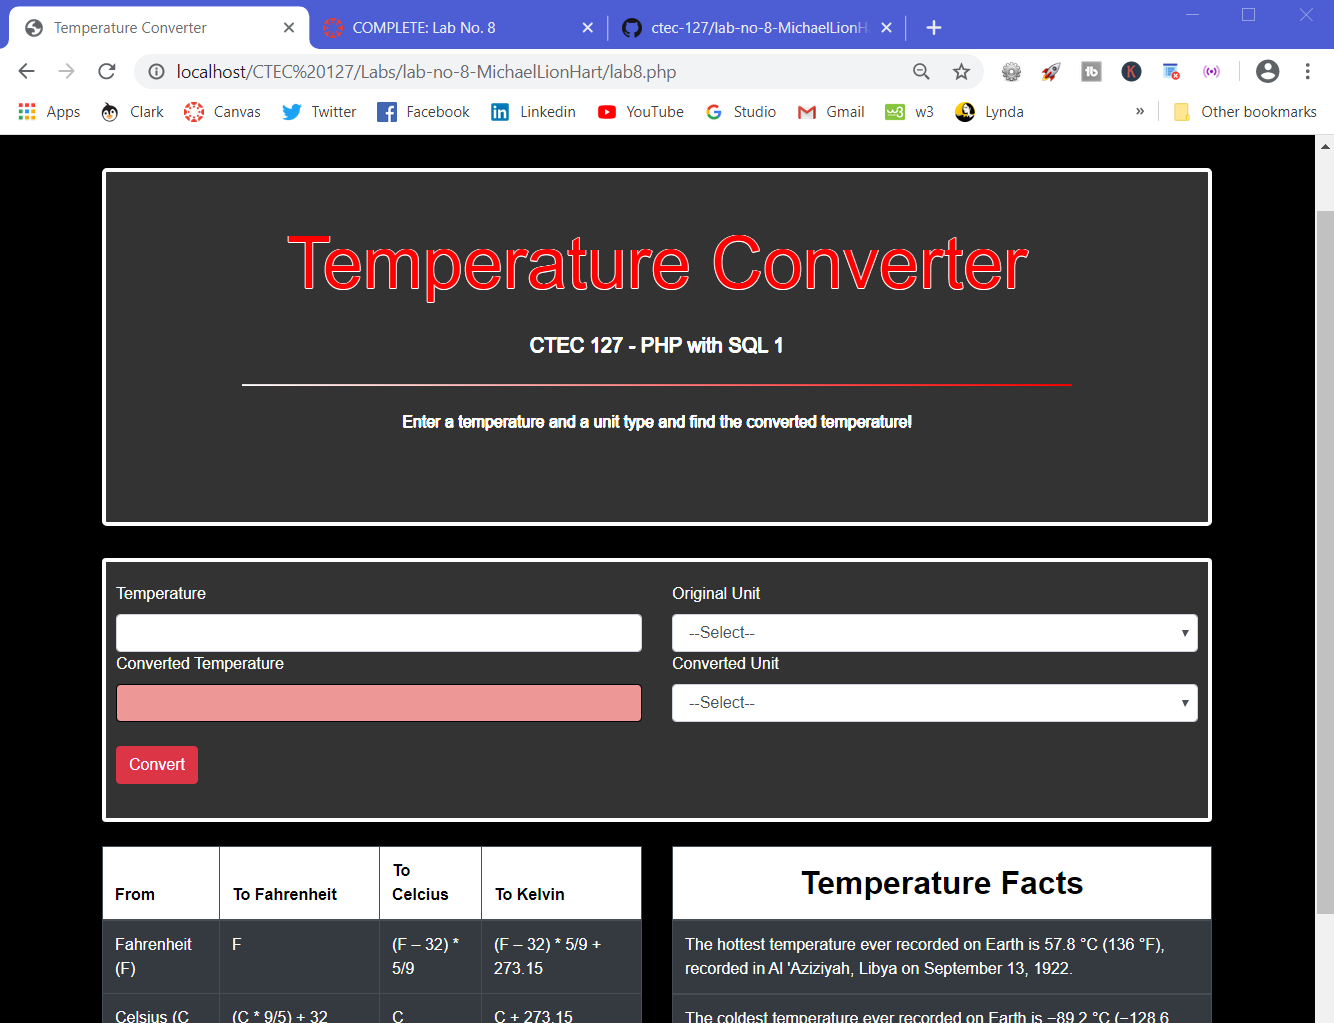 Temperature Converter
COMPLETE: Lab No. 8
ctec-127/lab-no-8-MichaelLionH
localhost/CTEC%20127/Labs/lab-no-8-MichaelLionHart/lab8.php
Apps Clark Canvas Twitter Facebook Linkedin YouTube Studio Gmail w3 Lynda » Other bookmarks
Temperature Converter
CTEC 127 - PHP with SQL 1
Enter a temperature and a unit type and find the converted temperature!
Temperature
Original Unit
--Select--
Converted Temperature
Converted Unit
--Select--
Convert
From
To Fahrenheit
To
Celcius
To Kelvin
Fahrenheit
(F)
F
(F – 32) *
5/9
(F – 32) * 5/9 +
273.15
Celsius (C
(C * 9/5) + 32
C
C + 273.15
Temperature Facts
The hottest temperature ever recorded on Earth is 57.8 °C (136 °F),
recorded in Al 'Aziziyah, Libya on September 13, 1922.
The coldest temperature ever recorded on Earth is −89.2 °C (−128.6